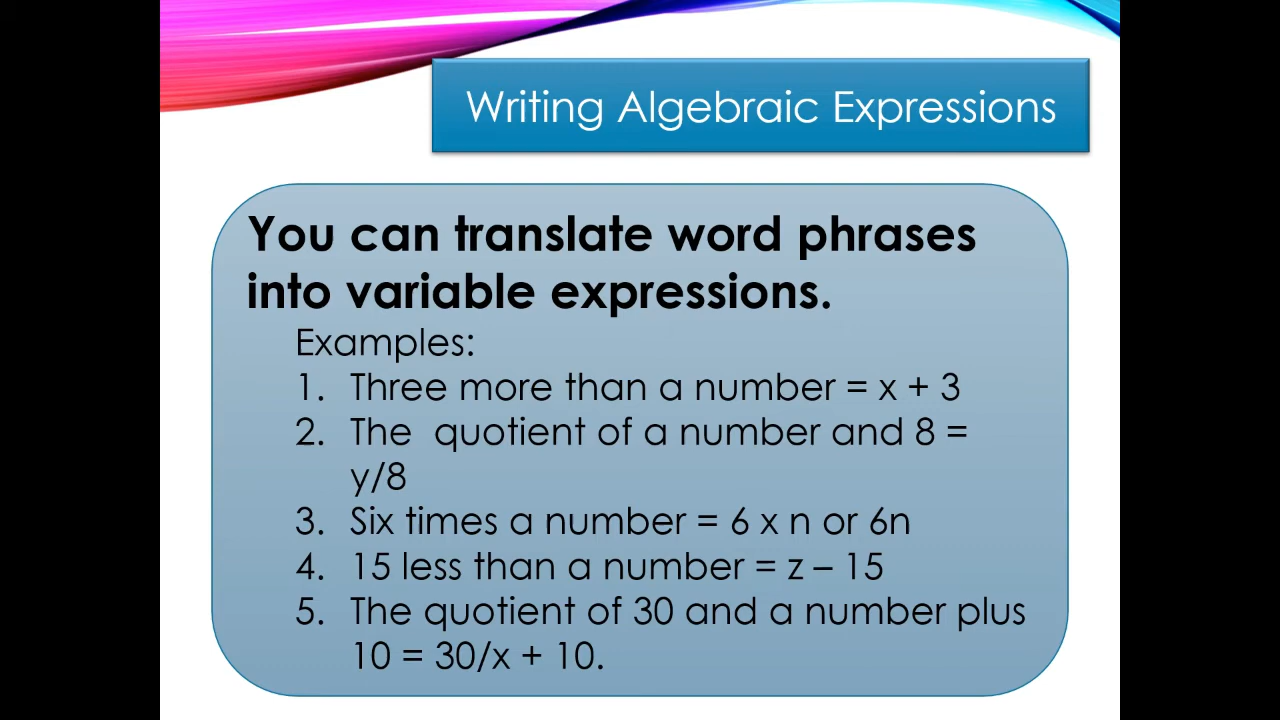 Writing Algebraic Expressions
You can translate word phrases
into variable expressions.
Examples:
1. Three more than a number = x + 3
2. The  quotient of a number and 8 =
y/8
3. Six times a number = 6 x n or 6n
4. 15 less than a number = z – 15
5. The quotient of 30 and a number plus
10 = 30/x + 10.